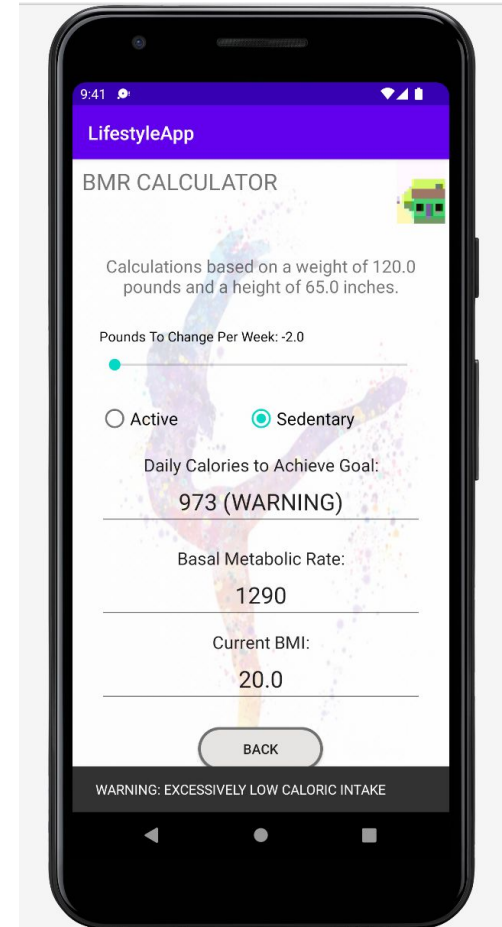 9:41
LifestyleApp
BMR CALCULATOR
Calculations based on a weight of 120.0
pounds and a height of 65.0 inches.
Pounds To Change Per Week: -2.0
Active Sedentary
Daily Calories to Achieve Goal:
973 (WARNING)
Basal Metabolic Rate:
1290
Current BMI:
20.0
BACK
WARNING: EXCESSIVELY LOW CALORIC INTAKE